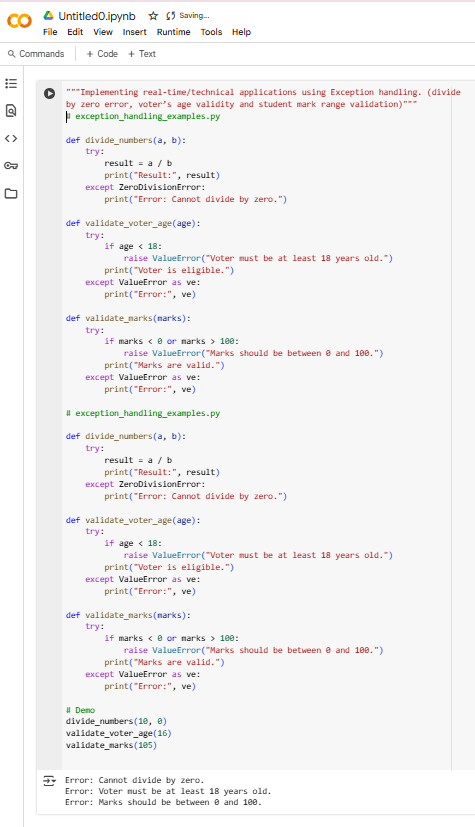 Untitled0.ipynb Saving...
File Edit View Insert Runtime Tools Help
Commands + Code + Text
"""Implementing real-time/technical applications using Exception handling. (divide
by zero error, voter's age validity and student mark range validation)"""
# exception_handling_examples.py
def divide_numbers(a, b):
    try:
        result = a / b
        print("Result:", result)
    except ZeroDivisionError:
        print("Error: Cannot divide by zero.")
def validate_voter_age(age):
    try:
        if age < 18:
            raise ValueError("Voter must be at least 18 years old.")
        print("Voter is eligible.")
    except ValueError as ve:
        print("Error:", ve)
def validate_marks(marks):
    try:
        if marks < 0 or marks > 100:
            raise ValueError("Marks should be between 0 and 100.")
        print("Marks are valid.")
    except ValueError as ve:
        print("Error:", ve)
# exception_handling_examples.py
def divide_numbers(a, b):
    try:
        result = a / b
        print("Result:", result)
    except ZeroDivisionError:
        print("Error: Cannot divide by zero.")
def validate_voter_age(age):
    try:
        if age < 18:
            raise ValueError("Voter must be at least 18 years old.")
        print("Voter is eligible.")
    except ValueError as ve:
        print("Error:", ve)
def validate_marks(marks):
    try:
        if marks < 0 or marks > 100:
            raise ValueError("Marks should be between 0 and 100.")
        print("Marks are valid.")
    except ValueError as ve:
        print("Error:", ve)
# Demo
divide_numbers(10, 0)
validate_voter_age(16)
validate_marks(105)
Error: Cannot divide by zero.
Error: Voter must be at least 18 years old.
Error: Marks should be between 0 and 100.